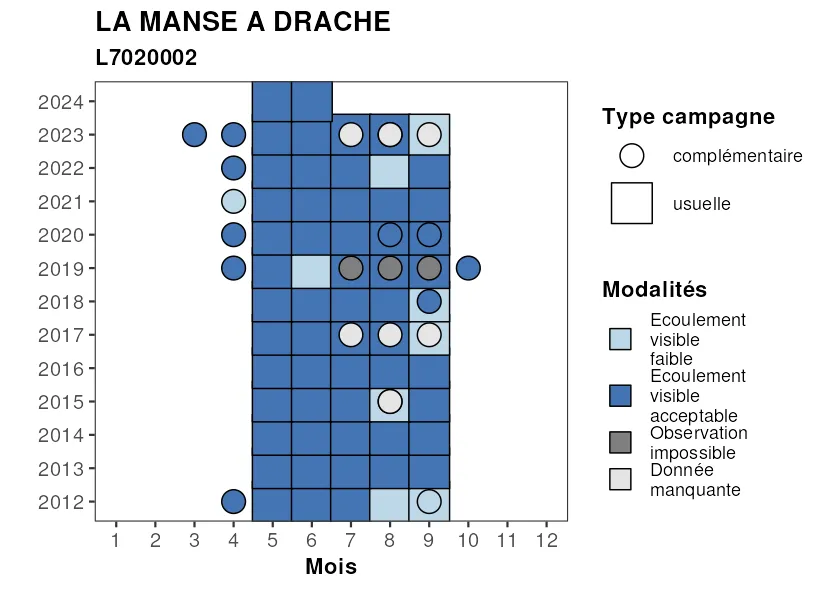 LA MANSE A DRACHE
L7020002
2024
2023
2022
2021
2020
2019
2018
2017
2016
2015
2014
2013
2012
1 2 3 4 5 6 7 8 9 10 11 12
Mois
Type campagne
complémentaire
usuelle
Modalités
Ecoulement
visible
faible
Ecoulement
visible
acceptable
Observation
impossible
Donnée
manquante